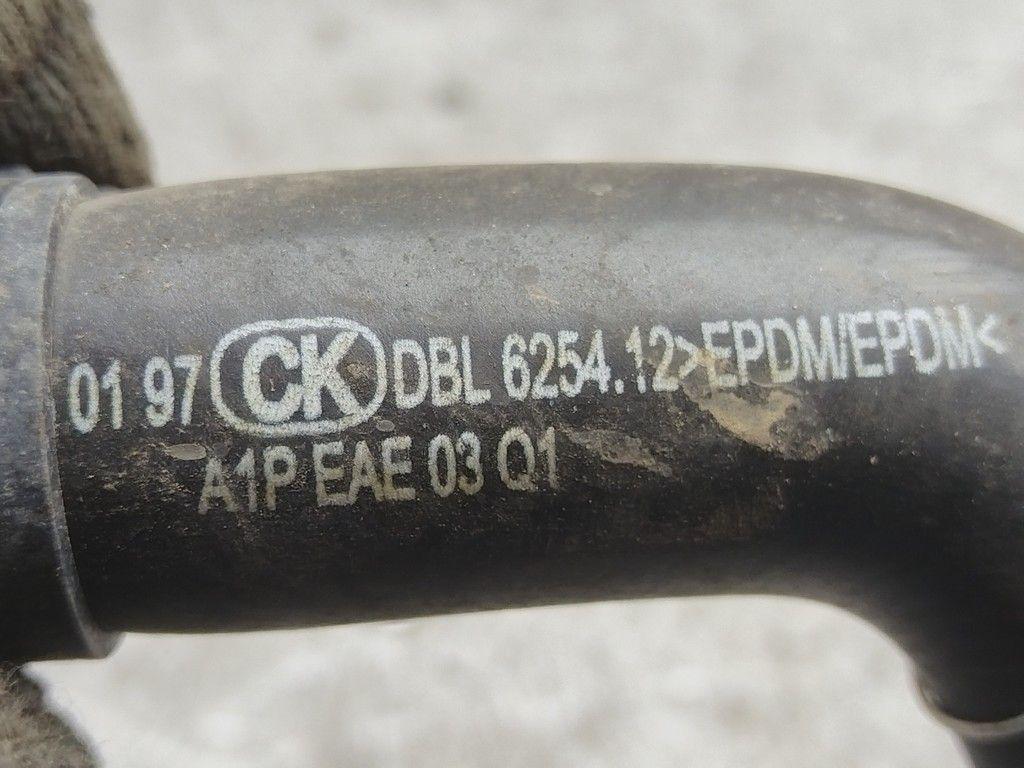 01 97 CK DBL 6254.12>EPDM/EPDM<
A1P EAE 03 Q1